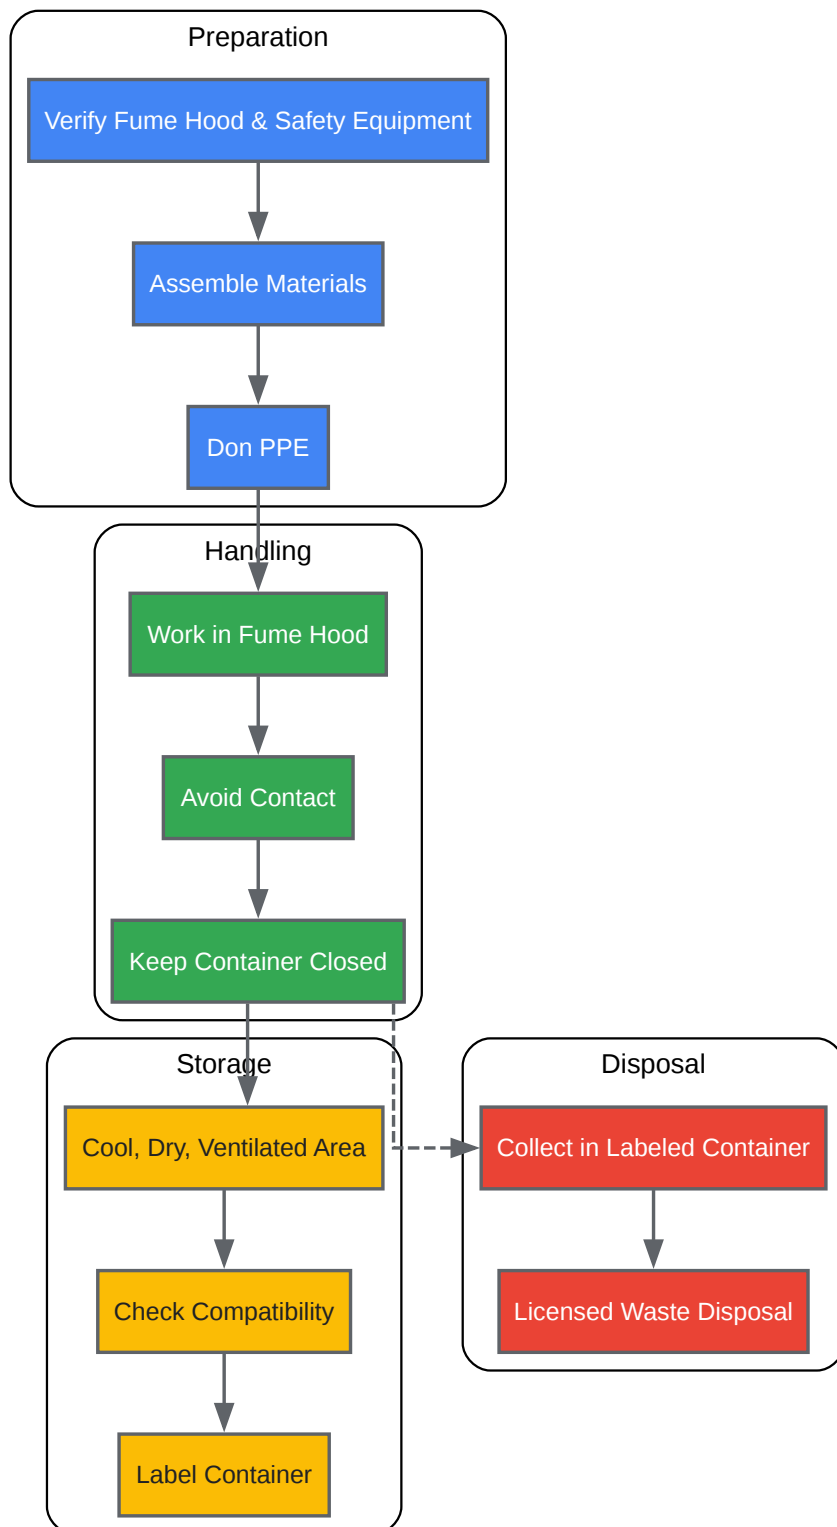 Preparation
Verify Fume Hood & Safety Equipment
Assemble Materials
Don PPE
Handling
Work in Fume Hood
Avoid Contact
Keep Container Closed
Storage
Cool, Dry, Ventilated Area
Check Compatibility
Label Container
Disposal
Collect in Labeled Container
Licensed Waste Disposal